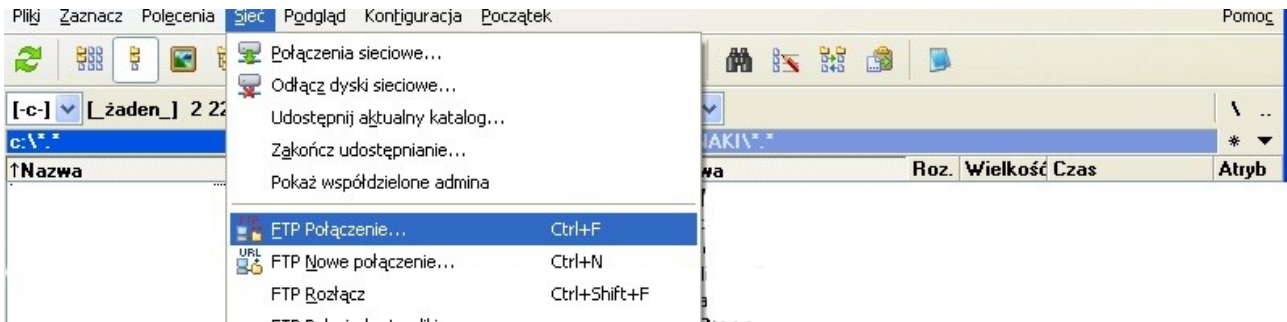 Pliki Zaznacz Polecenia Sieć Podgląd Konfiguracja Początek Pomoc
Połączenia sieciowe...
Odłącz dyski sieciowe...
[-c-] [_żaden_] 2 22 \ ..
Udostępnij aktualny katalog...
c:\*.* NAKI\*.* *
Zakończ udostępnianie...
↑Nazwa wa Roz. Wielkość Czas Atryb
Pokaż współdzielone admina
FTP Połączenie... Ctrl+F
URL
FTP Nowe połączenie... Ctrl+N
FTP Rozłącz Ctrl+Shift+F